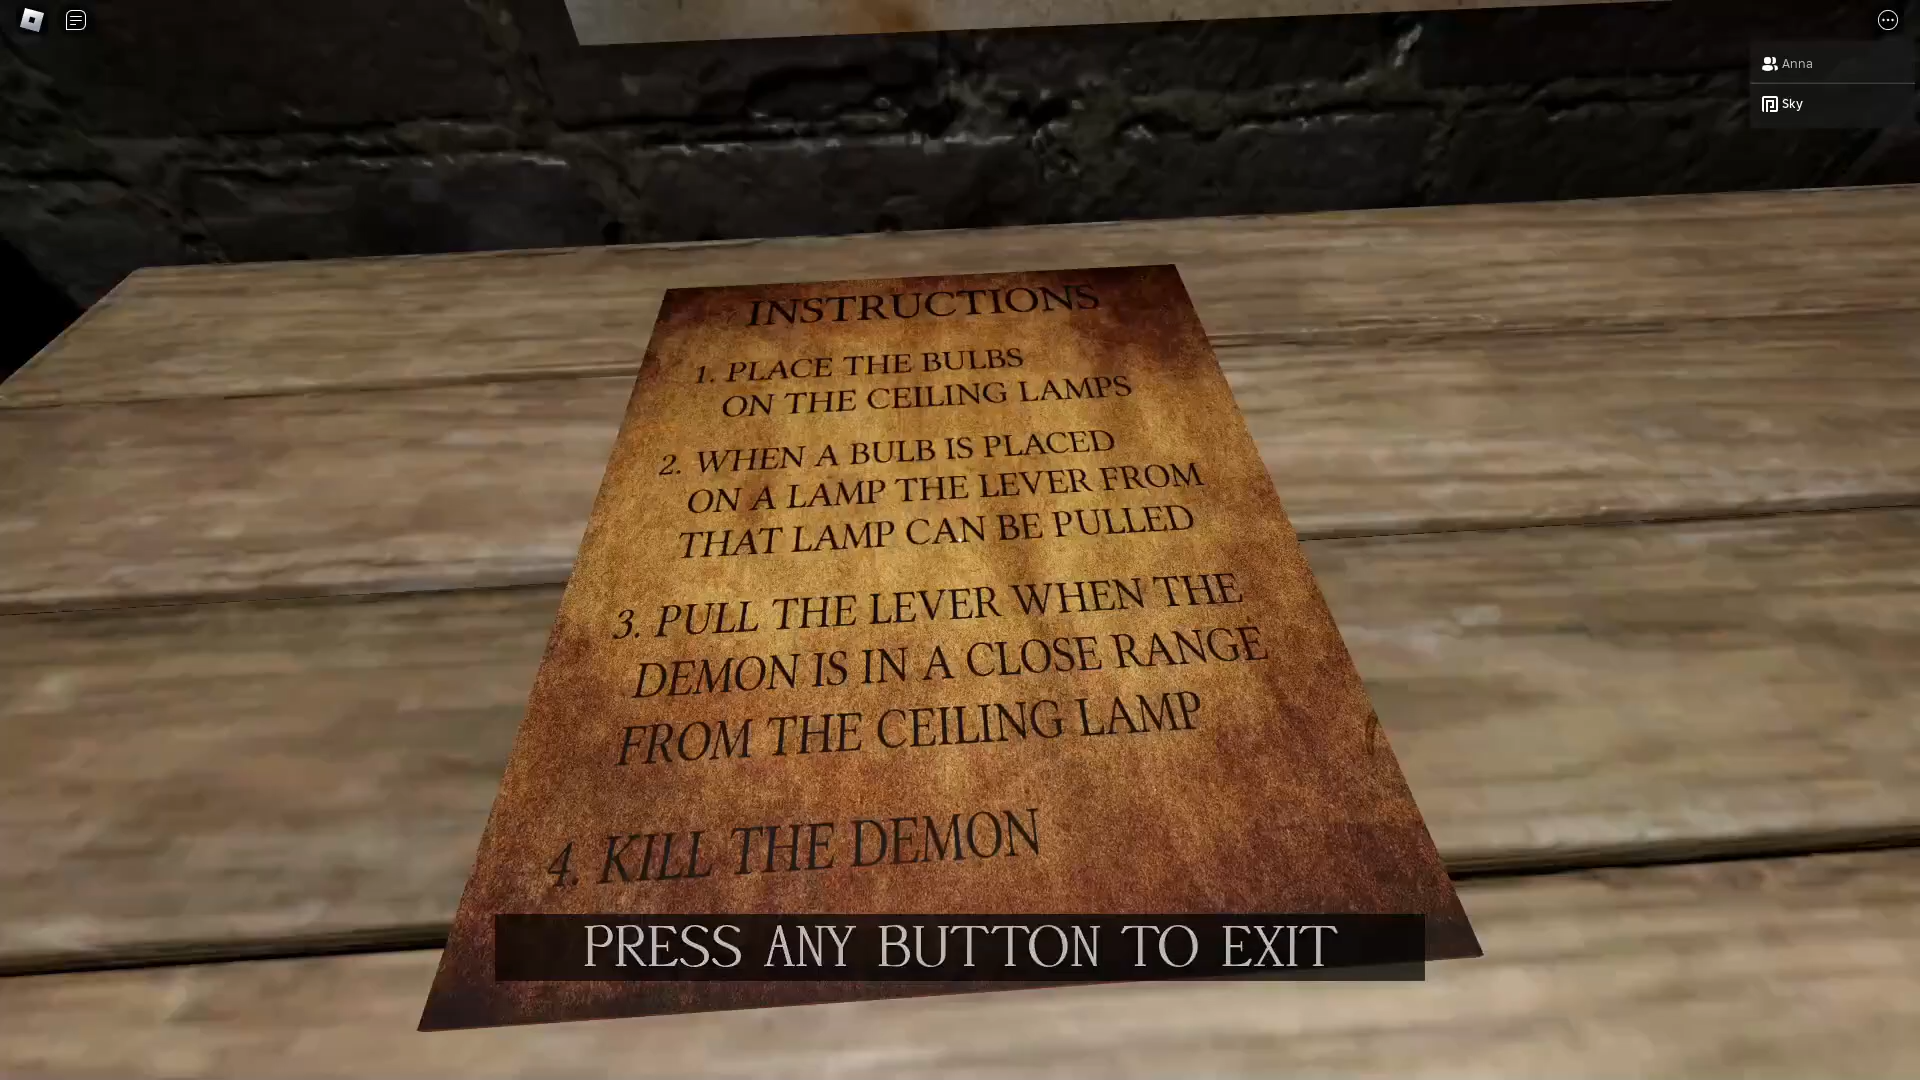 Anna
Sky
INSTRUCTIONS
1. PLACE THE BULBS
ON THE CEILING LAMPS
2. WHEN A BULB IS PLACED
ON A LAMP THE LEVER FROM
THAT LAMP CAN BE PULLED
3. PULL THE LEVER WHEN THE
DEMON IS IN A CLOSE RANGE
FROM THE CEILING LAMP
4. KILL THE DEMON
PRESS ANY BUTTON TO EXIT